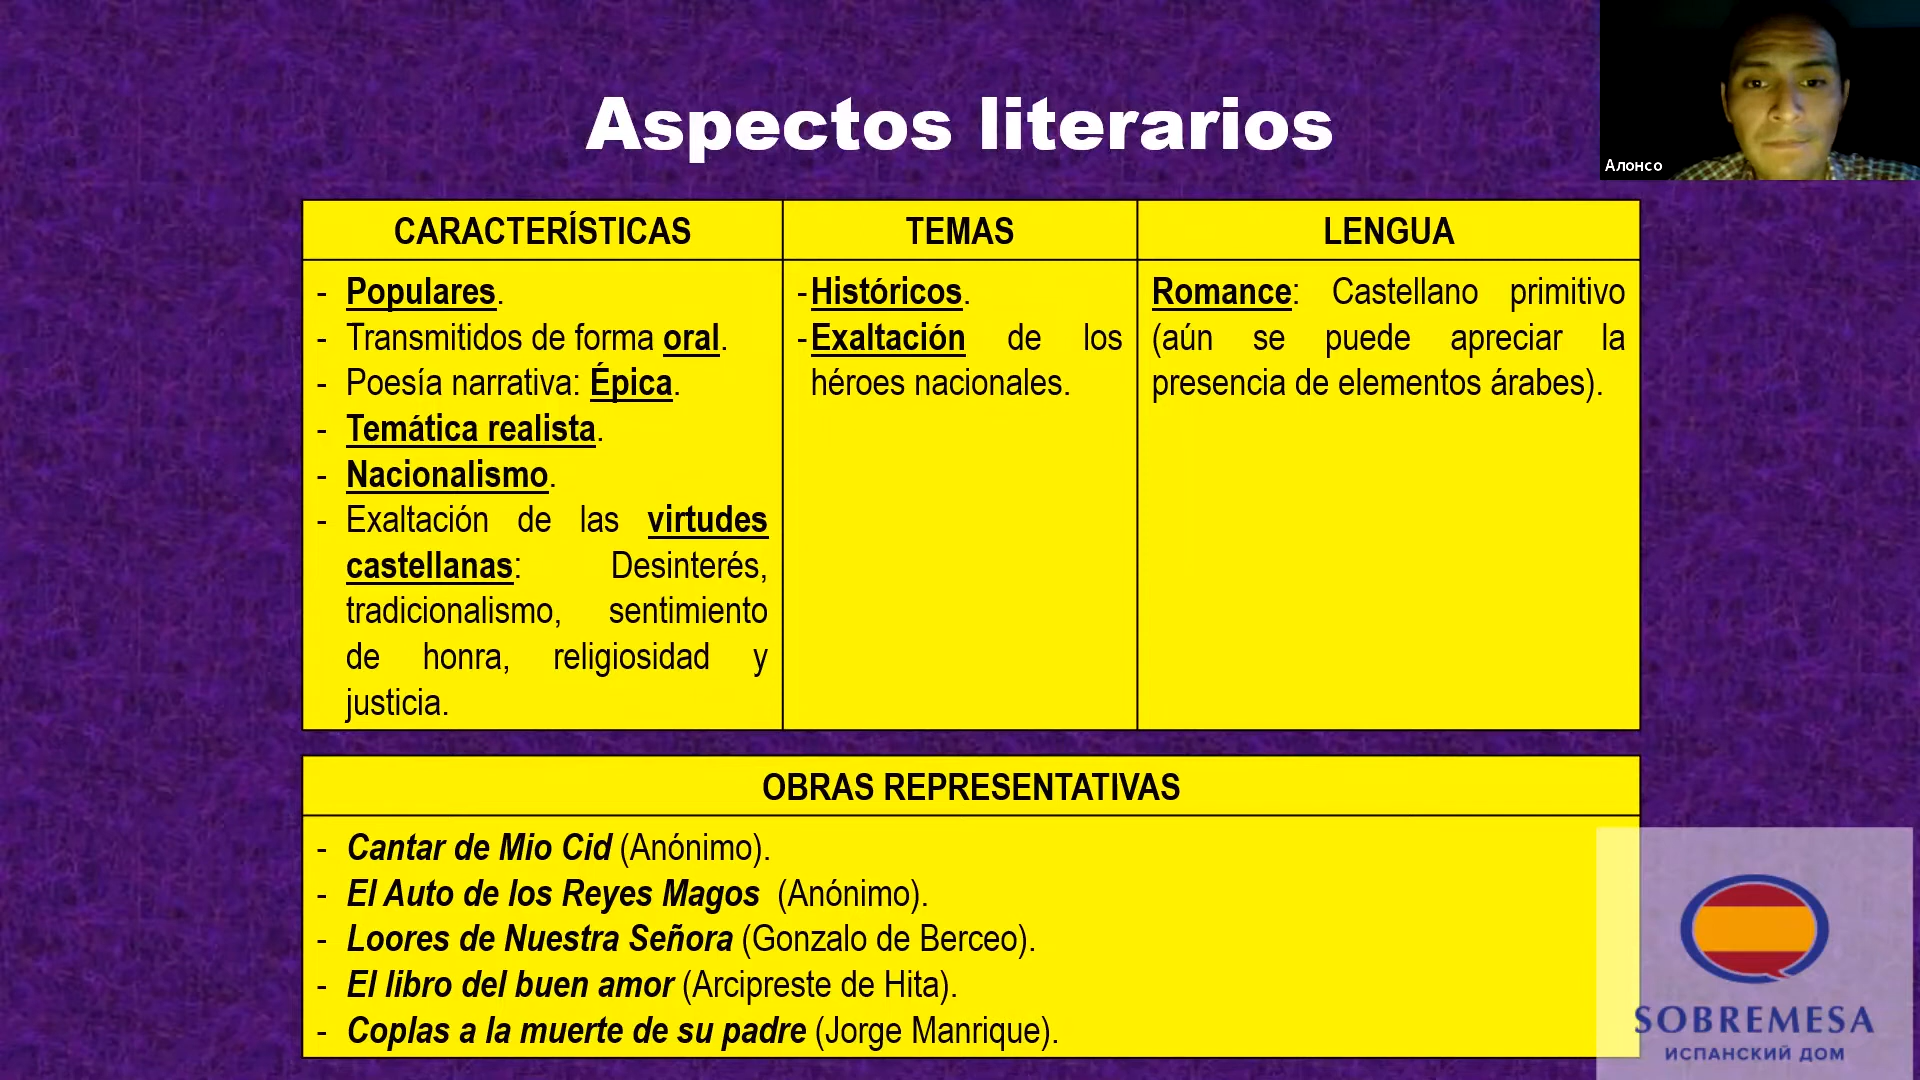 Aspectos literarios
Алонсо
CARACTERÍSTICAS
- Populares.
- Transmitidos de forma oral.
- Poesía narrativa: Épica.
- Temática realista.
- Nacionalismo.
- Exaltación de las virtudes
castellanas: Desinterés,
tradicionalismo, sentimiento
de honra, religiosidad y
justicia.
TEMAS
- Históricos.
- Exaltación de los
héroes nacionales.
LENGUA
Romance: Castellano primitivo
(aún se puede apreciar la
presencia de elementos árabes).
OBRAS REPRESENTATIVAS
- Cantar de Mio Cid (Anónimo).
- El Auto de los Reyes Magos (Anónimo).
- Loores de Nuestra Señora (Gonzalo de Berceo).
- El libro del buen amor (Arcipreste de Hita).
- Coplas a la muerte de su padre (Jorge Manrique).
SOBREMESA
ИСПАНСКИЙ ДОМ